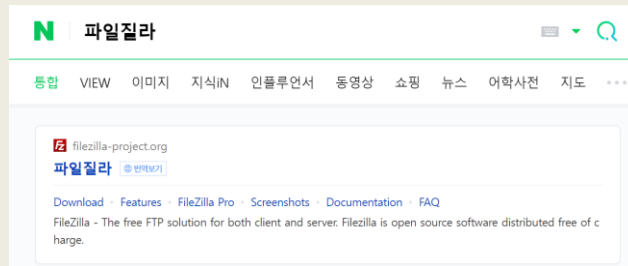 N 파일질라
통합 VIEW 이미지 지식iN 인플루언서 동영상 쇼핑 뉴스 어학사전 지도
Fz filezilla-project.org
파일질라 번역보기
Download · Features · FileZilla Pro · Screenshots · Documentation · FAQ
FileZilla - The free FTP solution for both client and server. Filezilla is open source software distributed free of c
harge.